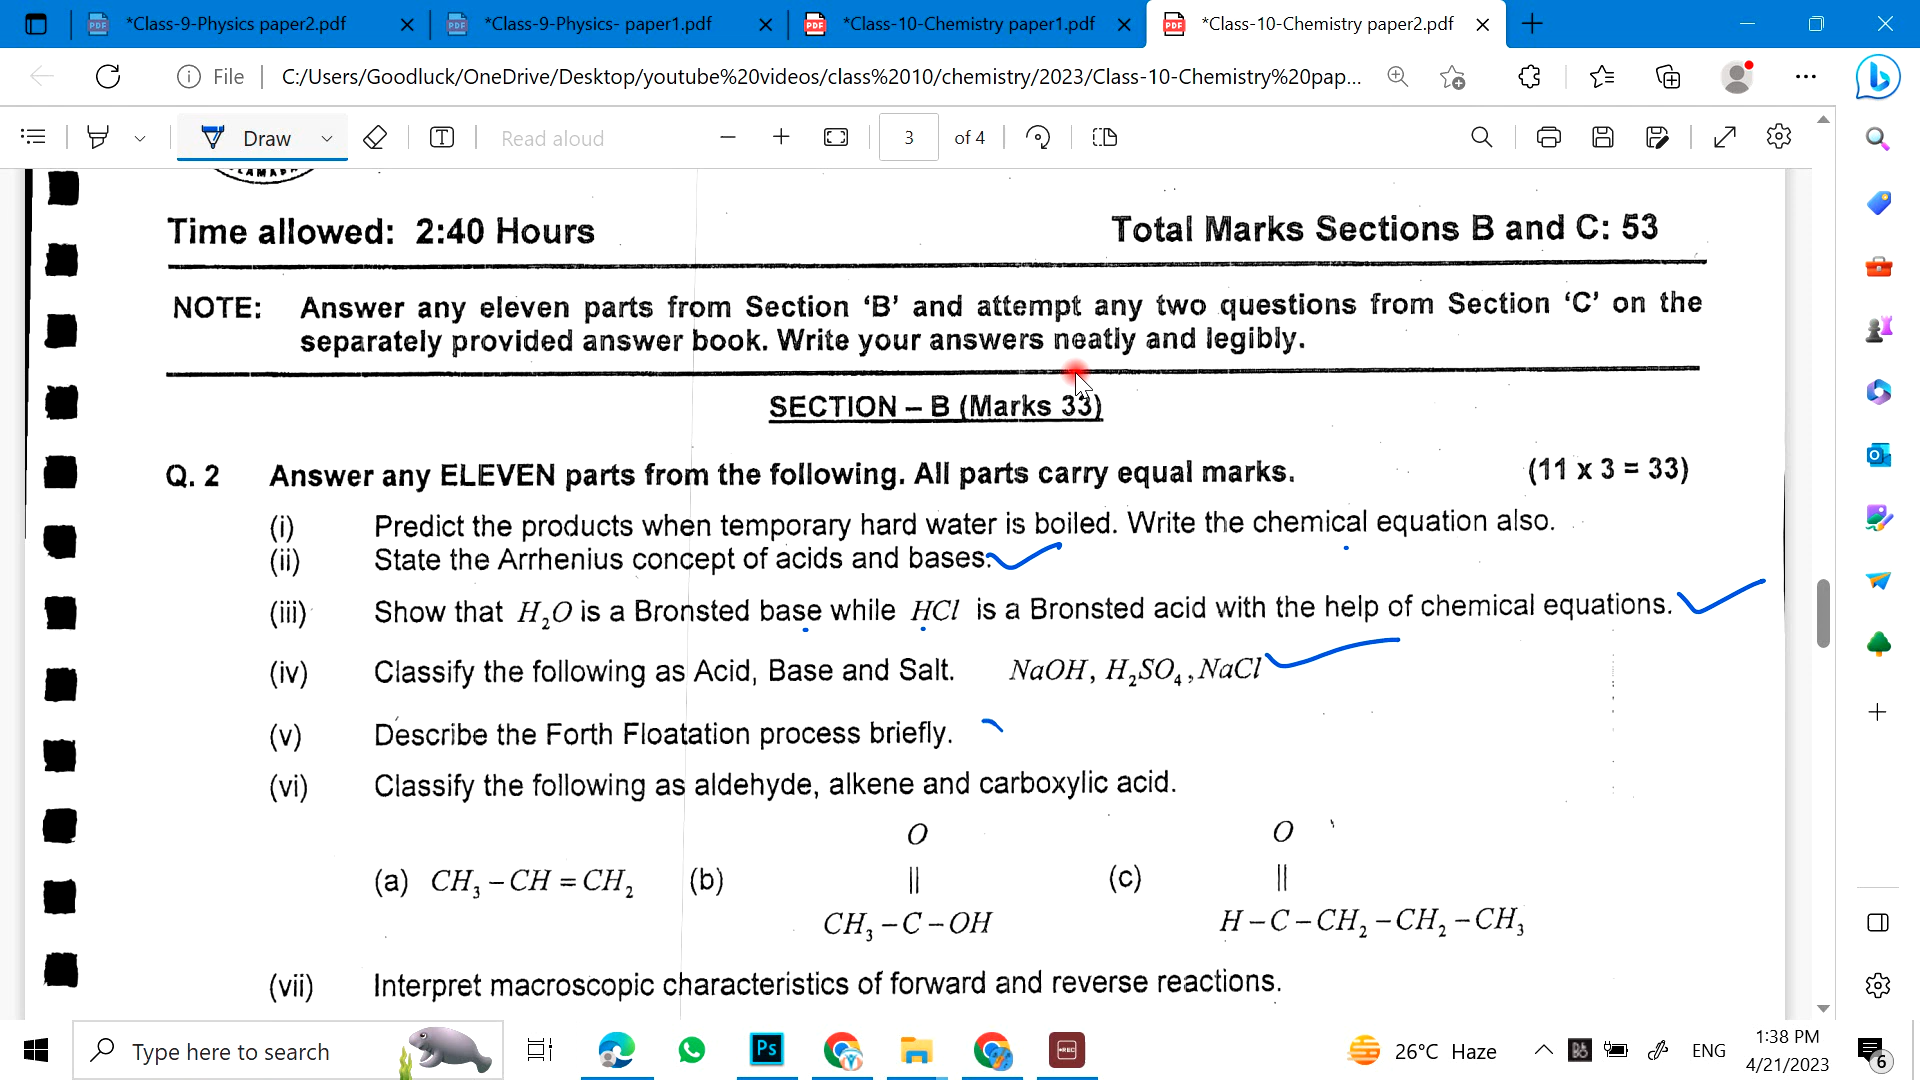 *Class-9-Physics paper2.pdf
*Class-9-Physics- paper1.pdf
*Class-10-Chemistry paper1.pdf
*Class-10-Chemistry paper2.pdf
File
C:/Users/Goodluck/OneDrive/Desktop/youtube%20videos/class%2010/chemistry/2023/Class-10-Chemistry%20pap...
Draw
Read aloud
3 of 4
Time allowed: 2:40 Hours
Total Marks Sections B and C: 53
NOTE: Answer any eleven parts from Section ‘B’ and attempt any two questions from Section ‘C’ on the
separately provided answer book. Write your answers neatly and legibly.
SECTION – B (Marks 33)
Q. 2 Answer any ELEVEN parts from the following. All parts carry equal marks. (11 x 3 = 33)
(i) Predict the products when temporary hard water is boiled. Write the chemical equation also.
(ii) State the Arrhenius concept of acids and bases.
(iii) Show that H₂O is a Bronsted base while HCl is a Bronsted acid with the help of chemical equations.
(iv) Classify the following as Acid, Base and Salt. NaOH, H₂SO₄, NaCl
(v) Describe the Forth Floatation process briefly.
(vi) Classify the following as aldehyde, alkene and carboxylic acid.
O O
|| ||
(a) CH₃ – CH = CH₂ (b) (c)
CH₃ – C – OH H – C – CH₂ – CH₂ – CH₃
(vii) Interpret macroscopic characteristics of forward and reverse reactions.
Type here to search
Ps
REC
26°C Haze
ENG
1:38 PM
4/21/2023
6